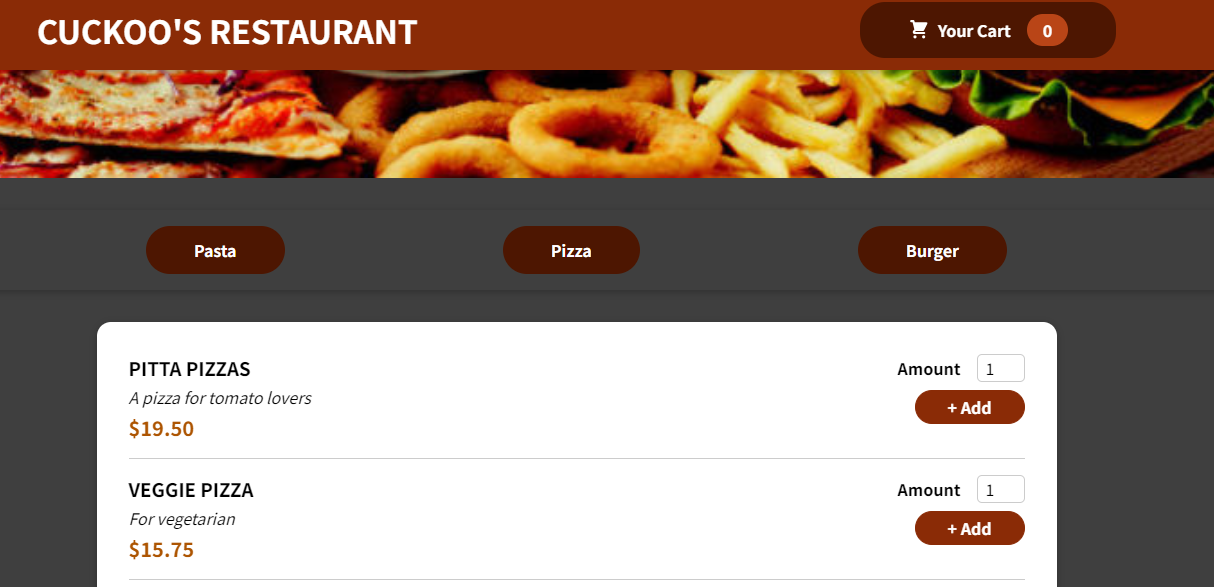 CUCKOO'S RESTAURANT
Your Cart 0
Pasta Pizza Burger
PITTA PIZZAS
A pizza for tomato lovers
$19.50
Amount 1
+ Add
VEGGIE PIZZA
For vegetarian
$15.75
Amount 1
+ Add